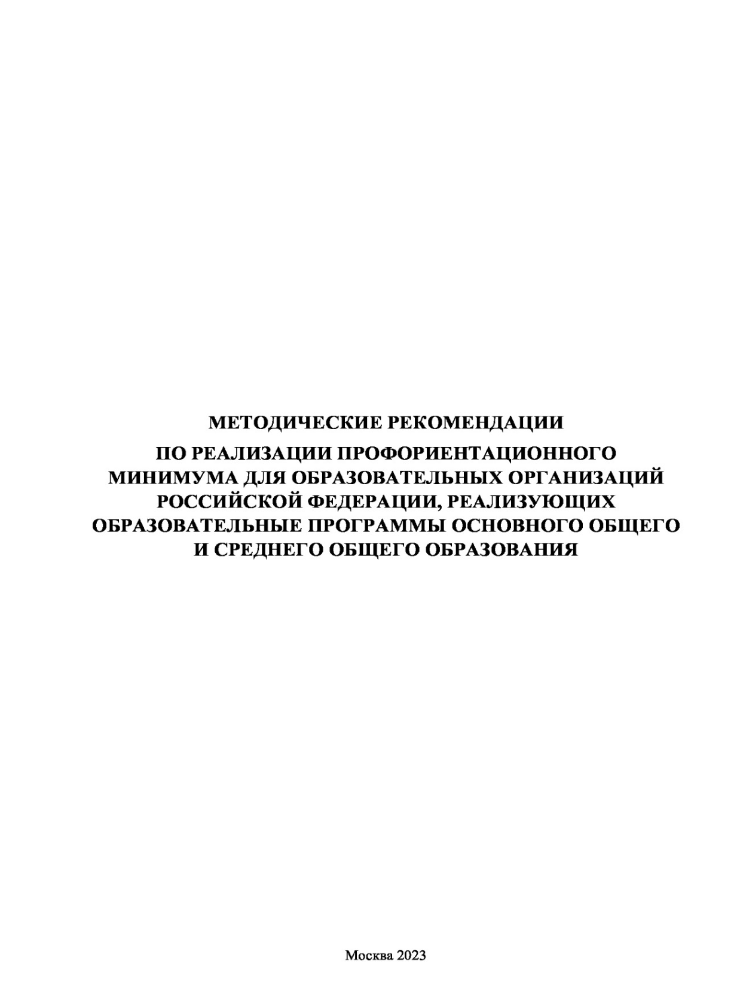 МЕТОДИЧЕСКИЕ РЕКОМЕНДАЦИИ
ПО РЕАЛИЗАЦИИ ПРОФОРИЕНТАЦИОННОГО
МИНИМУМА ДЛЯ ОБРАЗОВАТЕЛЬНЫХ ОРГАНИЗАЦИЙ
РОССИЙСКОЙ ФЕДЕРАЦИИ, РЕАЛИЗУЮЩИХ
ОБРАЗОВАТЕЛЬНЫЕ ПРОГРАММЫ ОСНОВНОГО ОБЩЕГО
И СРЕДНЕГО ОБЩЕГО ОБРАЗОВАНИЯ
Москва 2023